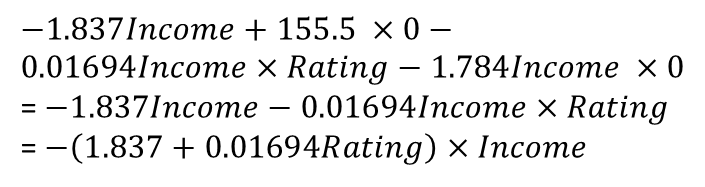 −1.837Income + 155.5 × 0 −
0.01694Income × Rating − 1.784Income × 0
= −1.837Income − 0.01694Income × Rating
= −(1.837 + 0.01694Rating) × Income